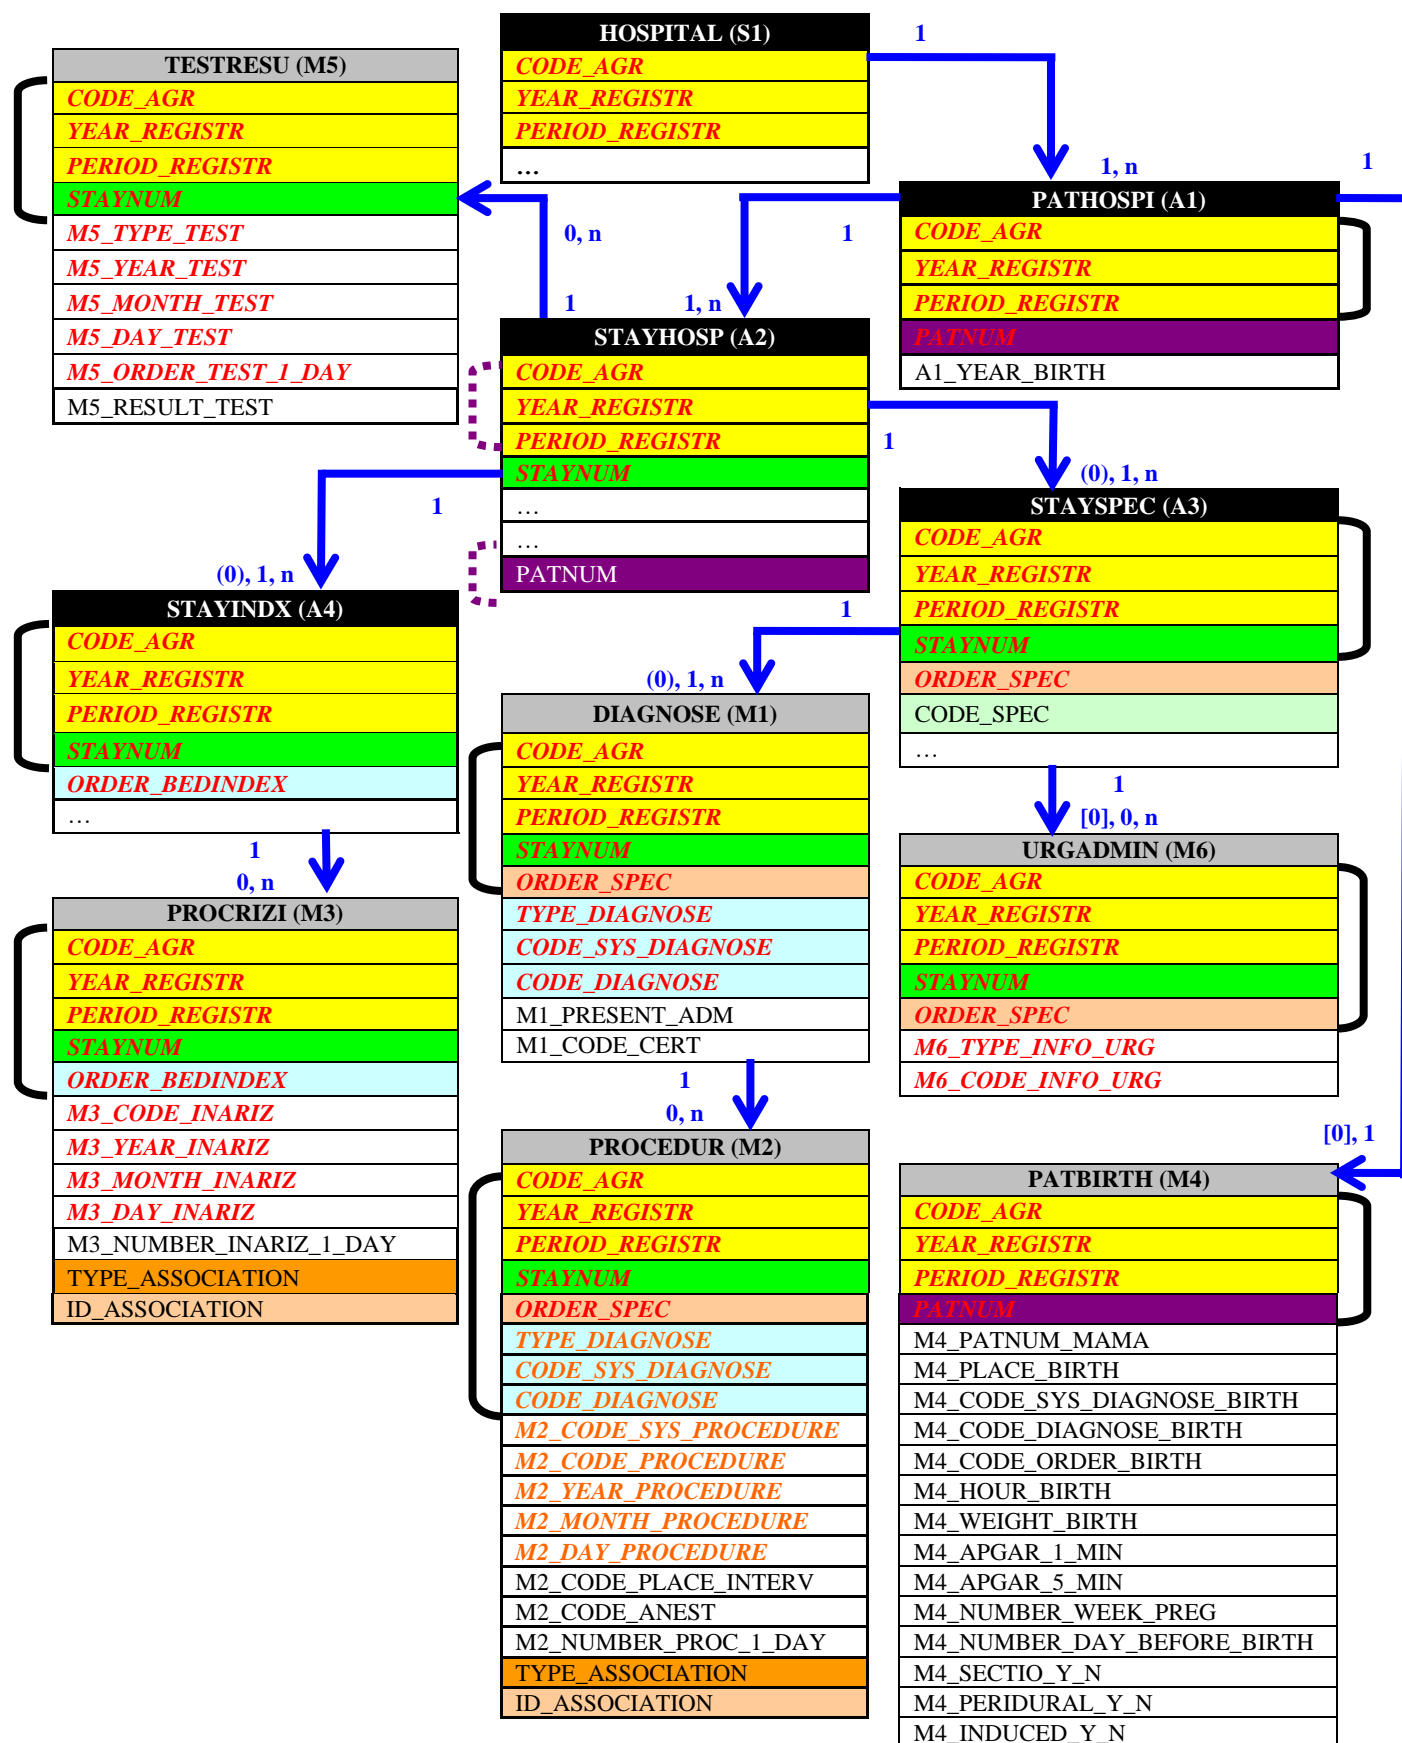 HOSPITAL (S1)
CODE_AGR
YEAR_REGISTR
PERIOD_REGISTR
…
1
1, n
TESTRESU (M5)
CODE_AGR
YEAR_REGISTR
PERIOD_REGISTR
STAYNUM
M5_TYPE_TEST
M5_YEAR_TEST
M5_MONTH_TEST
M5_DAY_TEST
M5_ORDER_TEST_1_DAY
M5_RESULT_TEST
0, n
1
1
PATHOSPI (A1)
CODE_AGR
YEAR_REGISTR
PERIOD_REGISTR
PATNUM
A1_YEAR_BIRTH
1
1, n
STAYHOSP (A2)
CODE_AGR
YEAR_REGISTR
PERIOD_REGISTR
STAYNUM
…
…
PATNUM
1
(0), 1, n
STAYSPEC (A3)
CODE_AGR
YEAR_REGISTR
PERIOD_REGISTR
STAYNUM
ORDER_SPEC
CODE_SPEC
…
1
(0), 1, n
STAYINDX (A4)
CODE_AGR
YEAR_REGISTR
PERIOD_REGISTR
STAYNUM
ORDER_BEDINDEX
…
1
(0), 1, n
DIAGNOSE (M1)
CODE_AGR
YEAR_REGISTR
PERIOD_REGISTR
STAYNUM
ORDER_SPEC
TYPE_DIAGNOSE
CODE_SYS_DIAGNOSE
CODE_DIAGNOSE
M1_PRESENT_ADM
M1_CODE_CERT
1
[0], 0, n
URGADMIN (M6)
CODE_AGR
YEAR_REGISTR
PERIOD_REGISTR
STAYNUM
ORDER_SPEC
M6_TYPE_INFO_URG
M6_CODE_INFO_URG
1
0, n
PROCRIZI (M3)
CODE_AGR
YEAR_REGISTR
PERIOD_REGISTR
STAYNUM
ORDER_BEDINDEX
M3_CODE_INARIZ
M3_YEAR_INARIZ
M3_MONTH_INARIZ
M3_DAY_INARIZ
M3_NUMBER_INARIZ_1_DAY
TYPE_ASSOCIATION
ID_ASSOCIATION
1
0, n
PROCEDUR (M2)
CODE_AGR
YEAR_REGISTR
PERIOD_REGISTR
STAYNUM
ORDER_SPEC
TYPE_DIAGNOSE
CODE_SYS_DIAGNOSE
CODE_DIAGNOSE
M2_CODE_SYS_PROCEDURE
M2_CODE_PROCEDURE
M2_YEAR_PROCEDURE
M2_MONTH_PROCEDURE
M2_DAY_PROCEDURE
M2_CODE_PLACE_INTERV
M2_CODE_ANEST
M2_NUMBER_PROC_1_DAY
TYPE_ASSOCIATION
ID_ASSOCIATION
[0], 1
PATBIRTH (M4)
CODE_AGR
YEAR_REGISTR
PERIOD_REGISTR
PATNUM
M4_PATNUM_MAMA
M4_PLACE_BIRTH
M4_CODE_SYS_DIAGNOSE_BIRTH
M4_CODE_DIAGNOSE_BIRTH
M4_CODE_ORDER_BIRTH
M4_HOUR_BIRTH
M4_WEIGHT_BIRTH
M4_APGAR_1_MIN
M4_APGAR_5_MIN
M4_NUMBER_WEEK_PREG
M4_NUMBER_DAY_BEFORE_BIRTH
M4_SECTIO_Y_N
M4_PERIDURAL_Y_N
M4_INDUCED_Y_N